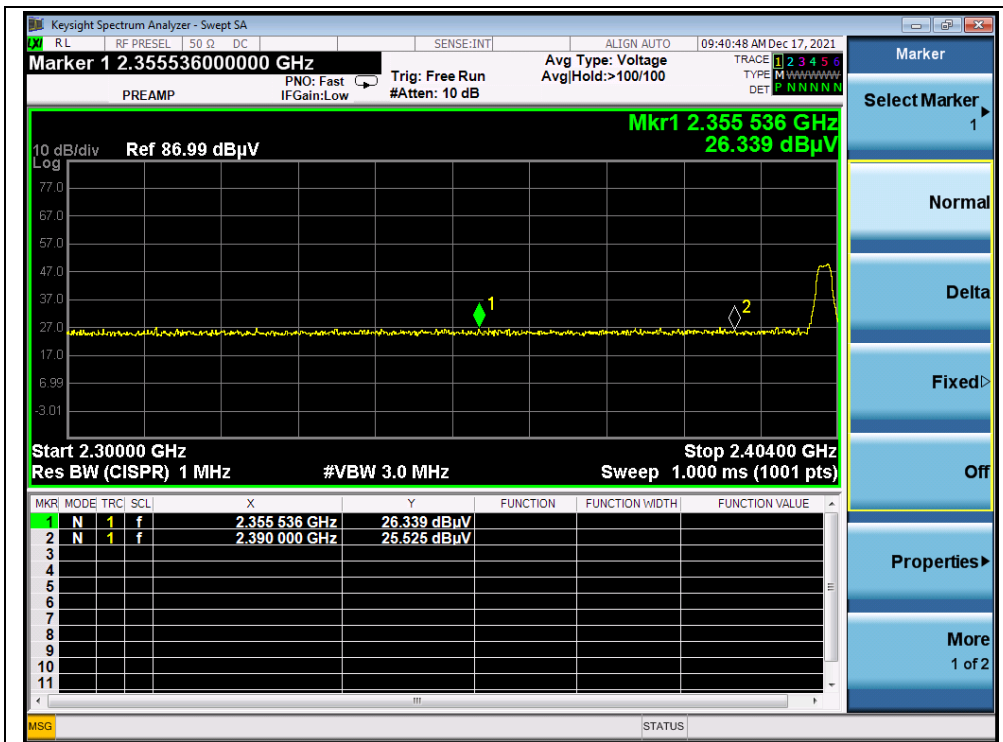 Keysight Spectrum Analyzer - Swept SA
LXI RL RF PRESEL 50 Ω DC SENSE:INT ALIGN AUTO 09:40:48 AM Dec 17, 2021
Marker 1 2.355536000000 GHz
PREAMP
PNO: Fast
IFGain:Low
Trig: Free Run
#Atten: 10 dB
Avg Type: Voltage
Avg|Hold:>100/100
TRACE 1 2 3 4 5 6
TYPE M WWWWW
DET P N N N N N
Mkr1 2.355 536 GHz
26.339 dBµV
10 dB/div Ref 86.99 dBµV
Log
77.0
67.0
57.0
47.0
37.0
27.0
17.0
6.99
-3.01
1
2
Start 2.30000 GHz Stop 2.40400 GHz
Res BW (CISPR) 1 MHz #VBW 3.0 MHz Sweep 1.000 ms (1001 pts)
MKR MODE TRC SCL X Y FUNCTION FUNCTION WIDTH FUNCTION VALUE
1 N 1 f 2.355 536 GHz 26.339 dBµV
2 N 1 f 2.390 000 GHz 25.525 dBµV
3
4
5
6
7
8
9
10
11
MSG STATUS
Marker
Select Marker
1
Normal
Delta
Fixed
Off
Properties
More
1 of 2